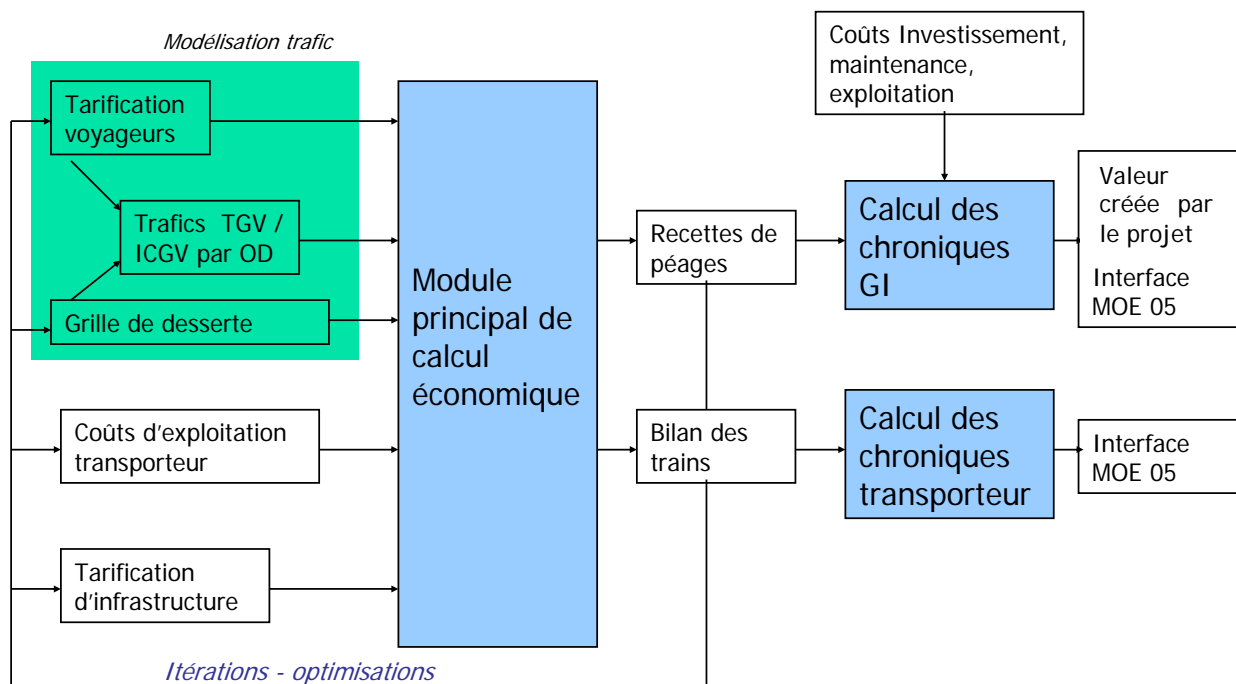 Modélisation trafic
Tarification
voyageurs
Trafics TGV /
ICGV par OD
Grille de desserte
Coûts d'exploitation
transporteur
Tarification
d'infrastructure
Itérations - optimisations
Module
principal de
calcul
économique
Recettes de
péages
Bilan des
trains
Coûts Investissement,
maintenance,
exploitation
Calcul des
chroniques
GI
Calcul des
chroniques
transporteur
Valeur
créée par
le projet
Interface
MOE 05
Interface
MOE 05